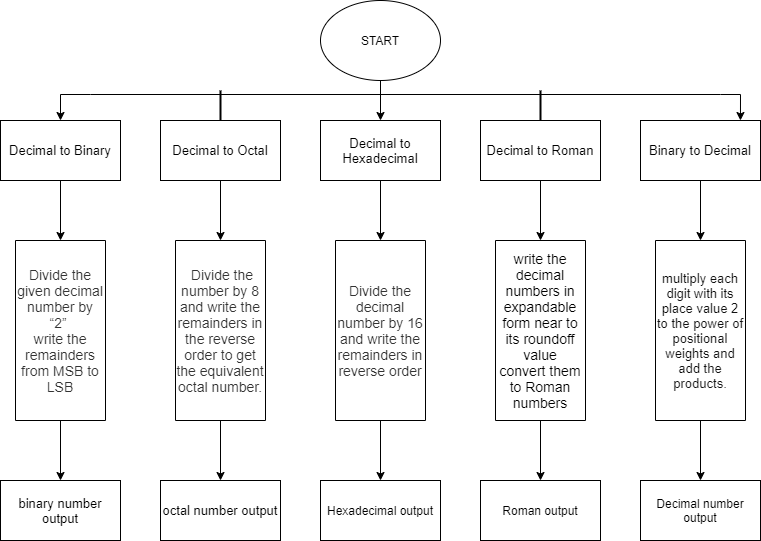 START
Decimal to Binary
Decimal to Octal
Decimal to
Hexadecimal
Decimal to Roman
Binary to Decimal
Divide the
given decimal
number by
“2”
write the
remainders
from MSB to
LSB
Divide the
number by 8
and write the
remainders in
the reverse
order to get
the equivalent
octal number.
Divide the
decimal
number by 16
and write the
remainders in
reverse order
write the
decimal
numbers in
expandable
form near to
its roundoff
value
convert them
to Roman
numbers
multiply each
digit with its
place value 2
to the power of
positional
weights and
add the
products.
binary number
output
octal number output
Hexadecimal output
Roman output
Decimal number
output